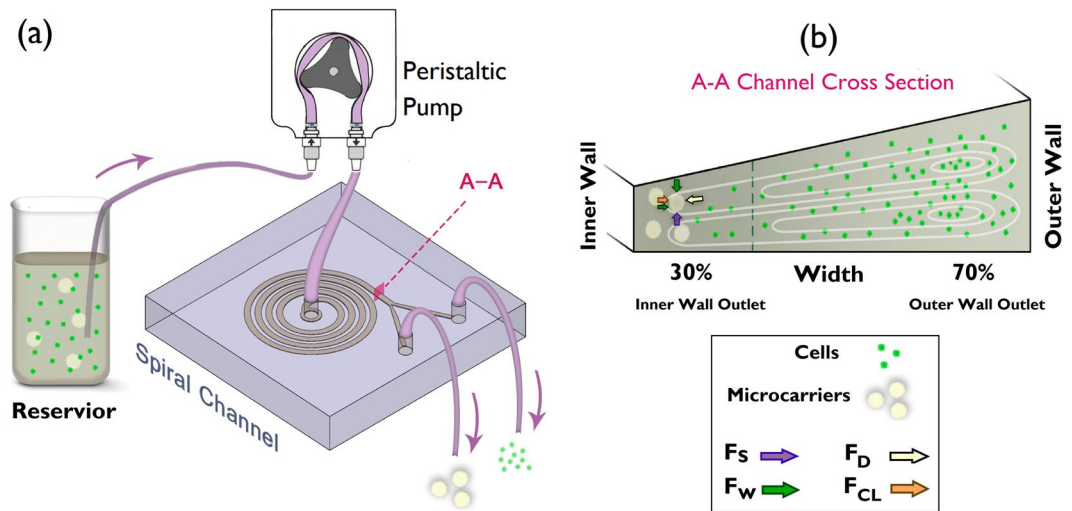 (a)
Peristaltic
Pump
A–A
Spiral Channel
Reservior
(b)
A-A Channel Cross Section
Inner Wall
Outer Wall
30%
Width
70%
Inner Wall Outlet
Outer Wall Outlet
Cells
Microcarriers
FS
FD
FW
FCL